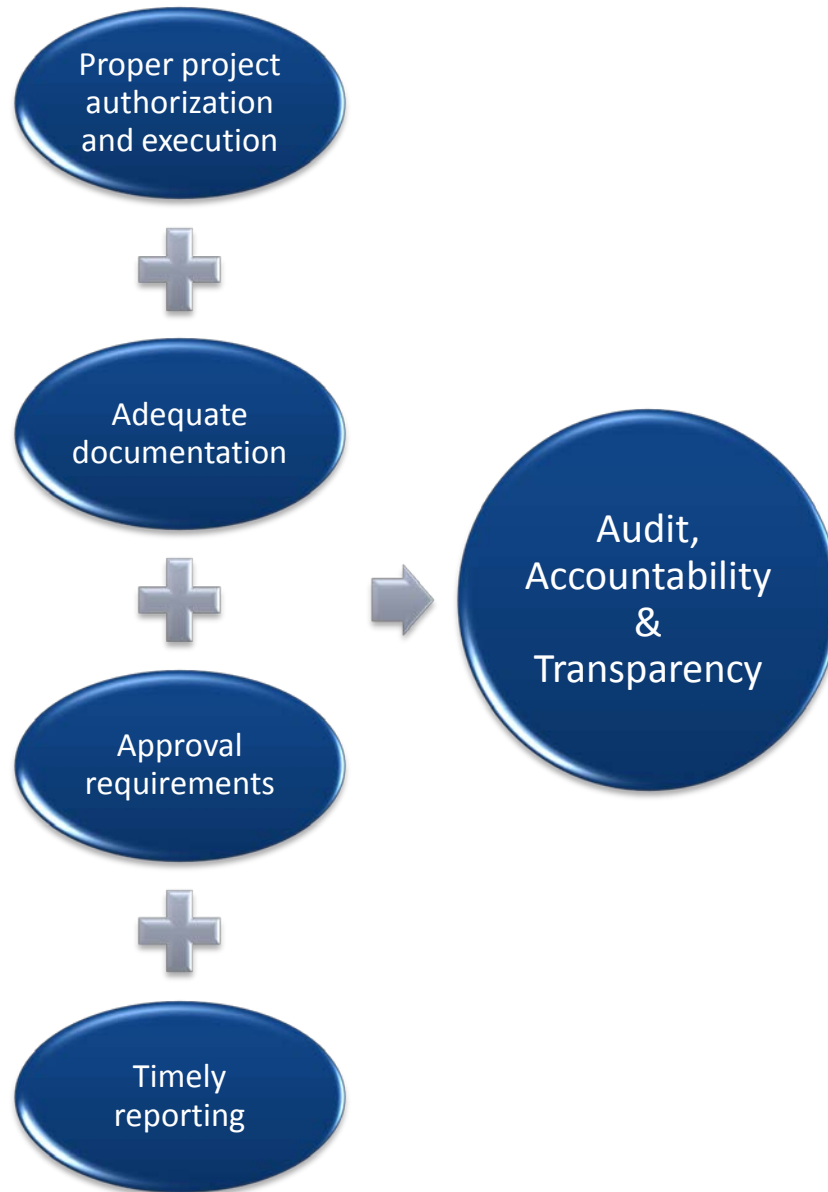 Proper project
authorization
and execution
Adequate
documentation
Approval
requirements
Timely
reporting
Audit,
Accountability
&
Transparency